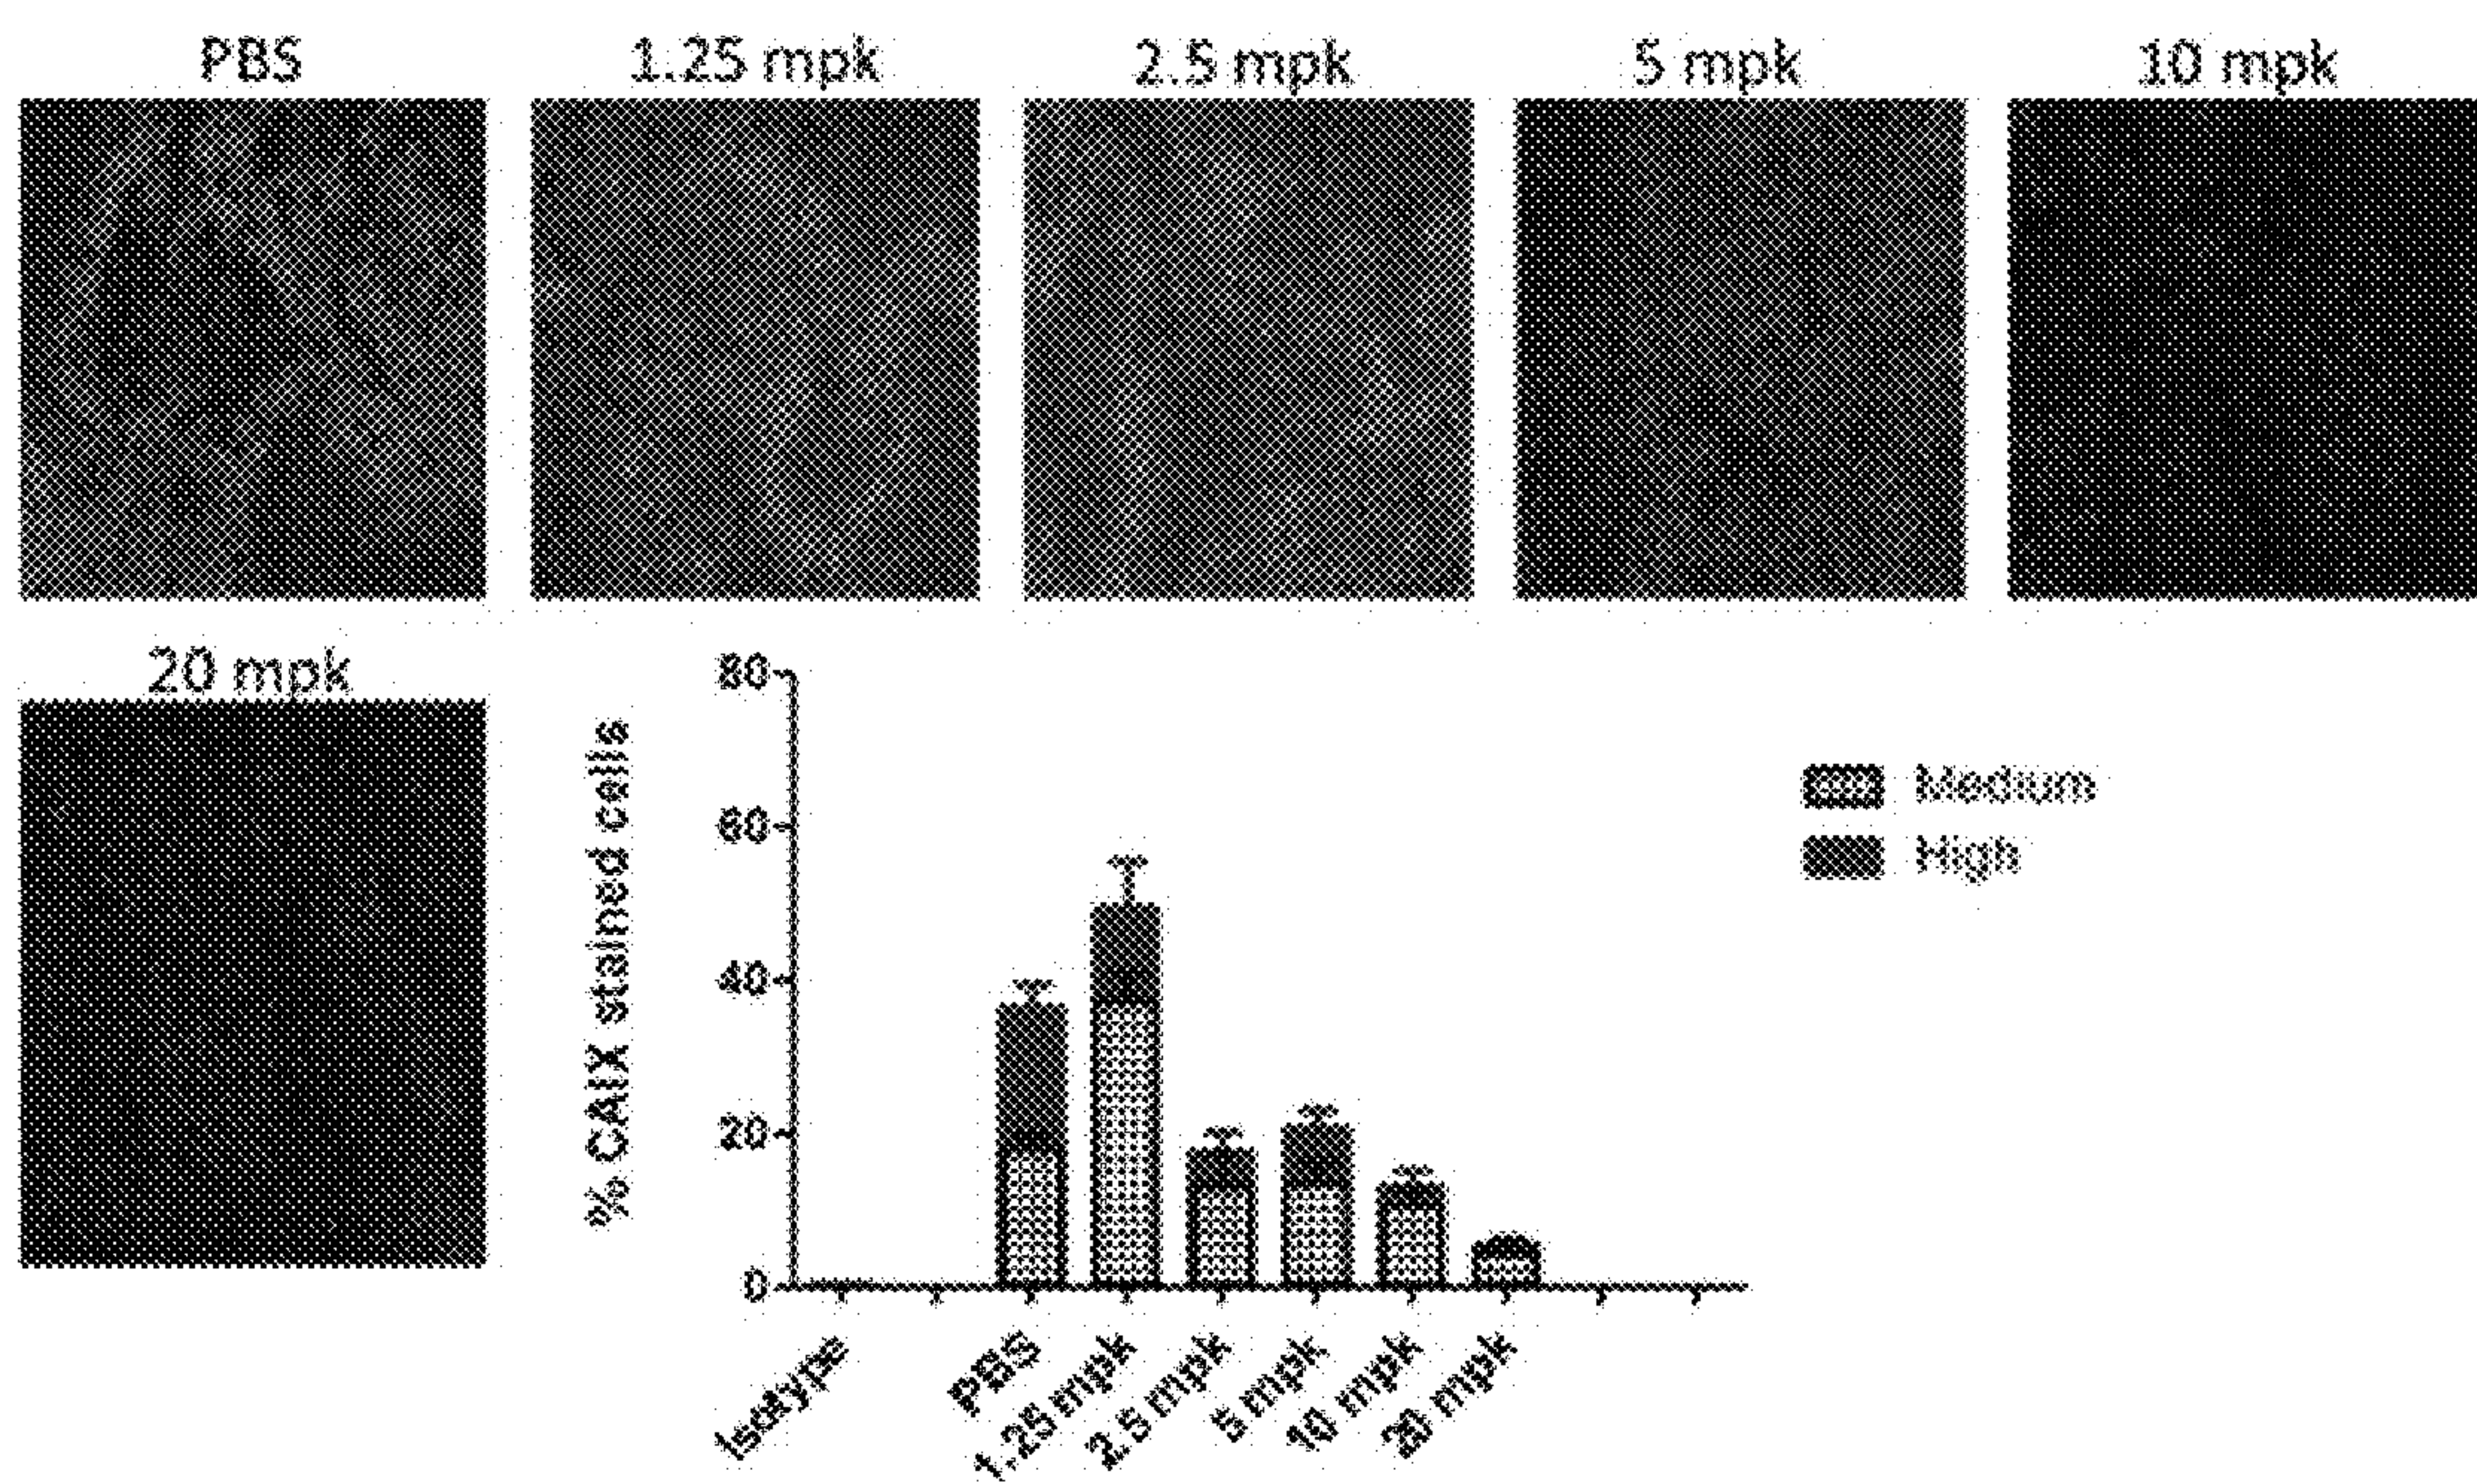 PBS
1.25 mpk
2.5 mpk
5 mpk
10 mpk
20 mpk
% CAIX stained cells
80
60
40
20
0
Medium
High
Isotype
PBS
1.25 mpk
2.5 mpk
5 mpk
10 mpk
20 mpk